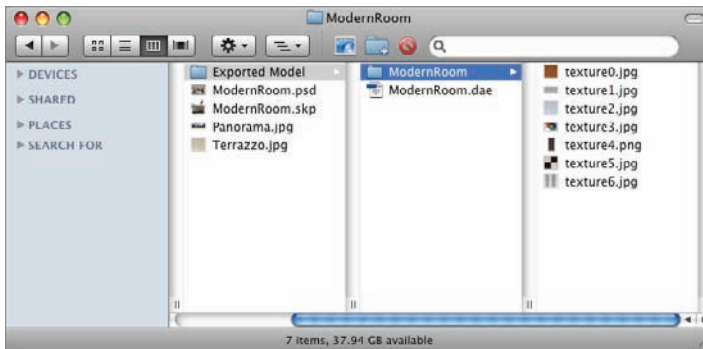 ModernRoom
DEVICES
SHARED
PLACES
SEARCH FOR
Exported Model
ModernRoom.psd
ModernRoom.skp
Panorama.jpg
Terrazzo.jpg
ModernRoom
ModernRoom.dae
texture0.jpg
texture1.jpg
texture2.jpg
texture3.jpg
texture4.png
texture5.jpg
texture6.jpg
7 items, 37.94 GB available